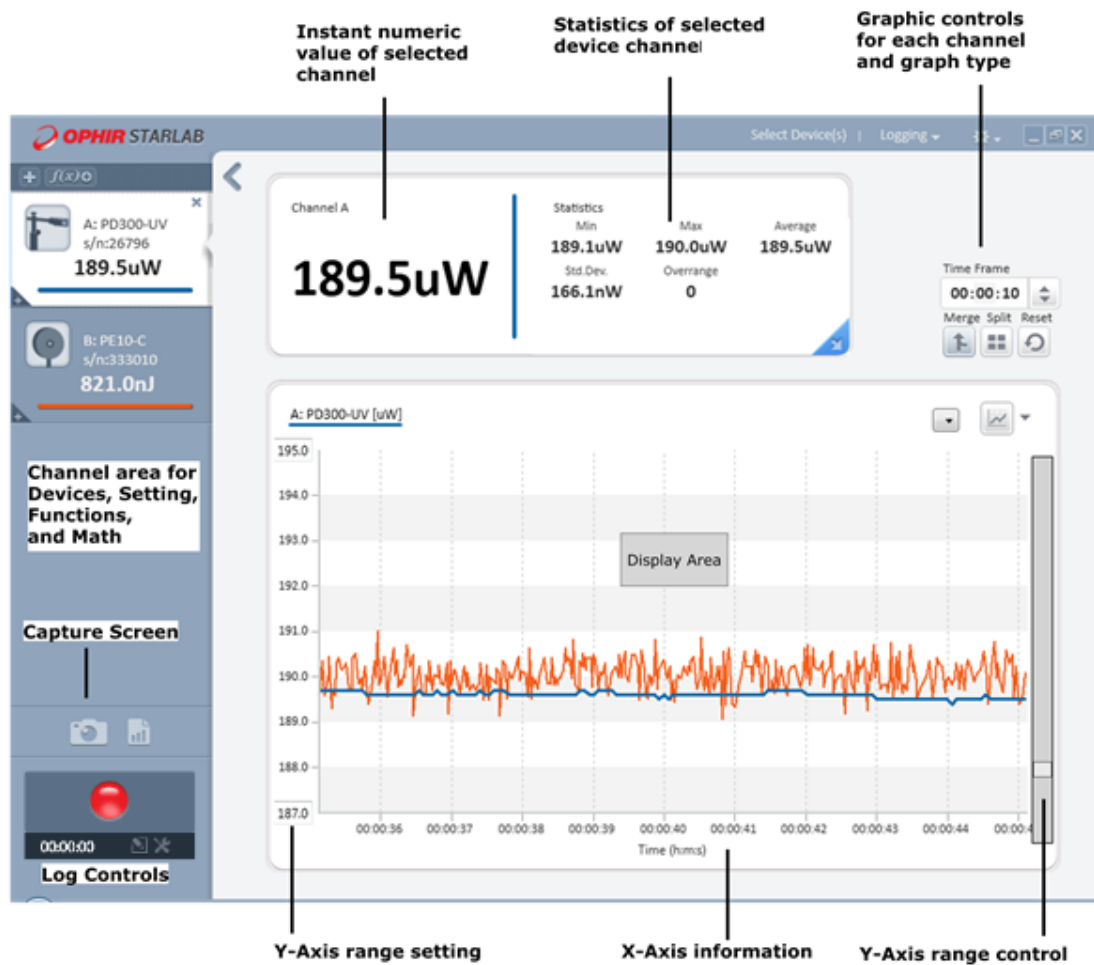 Instant numeric
value of selected
channel
Statistics of selected
device channel
Graphic controls
for each channel
and graph type
OPHIR STARLAB
Select Device(s) | Logging
f(x)
A: PD300-UV
s/n:26796
189.5uW
B: PE10-C
s/n:333010
821.0nJ
Channel area for
Devices, Setting,
Functions,
and Math
Capture Screen
00:00:00
Log Controls
Channel A
189.5uW
Statistics
Min Max Average
189.1uW 190.0uW 189.5uW
Std.Dev. Overrange
166.1nW 0
Time Frame
00:00:10
Merge Split Reset
A: PD300-UV [uW]
195.0
194.0
193.0
192.0
191.0
190.0
189.0
188.0
187.0
Display Area
00:00:36 00:00:37 00:00:38 00:00:39 00:00:40 00:00:41 00:00:42 00:00:43 00:00:44
Time (h:m:s)
Y-Axis range setting
X-Axis information
Y-Axis range control